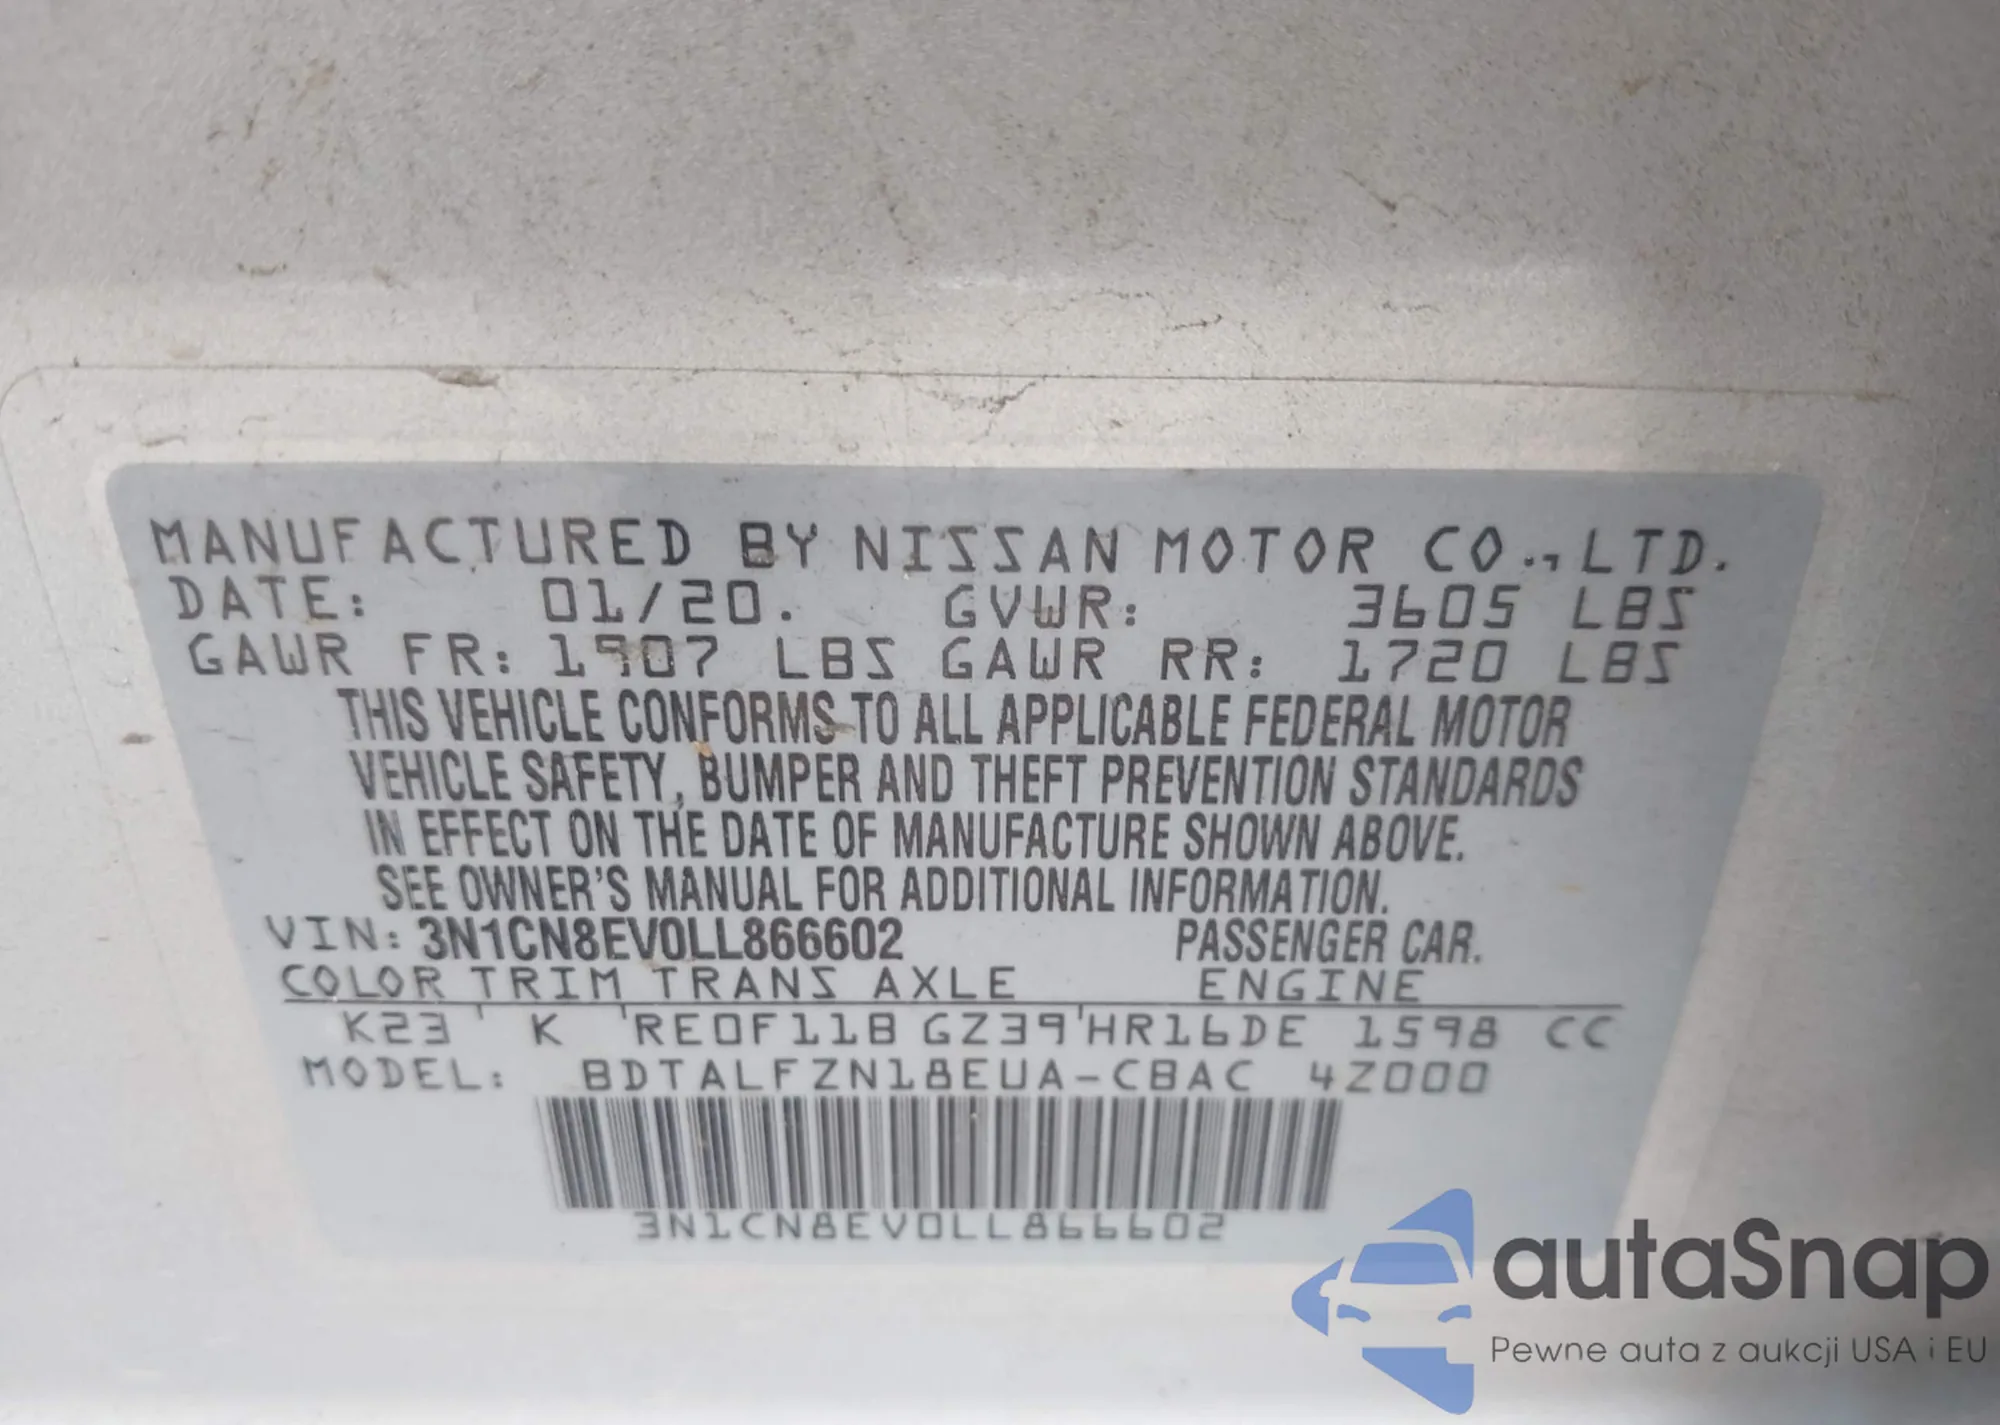 MANUFACTURED BY NISSAN MOTOR CO., LTD.
DATE: 01/20. GVWR: 3605 LBS
GAWR FR: 1907 LBS GAWR RR: 1720 LBS
THIS VEHICLE CONFORMS TO ALL APPLICABLE FEDERAL MOTOR
VEHICLE SAFETY, BUMPER AND THEFT PREVENTION STANDARDS
IN EFFECT ON THE DATE OF MANUFACTURE SHOWN ABOVE.
SEE OWNER'S MANUAL FOR ADDITIONAL INFORMATION.
VIN: 3N1CN8EV0LL866602 PASSENGER CAR.
COLOR TRIM TRANS AXLE ENGINE
K23 ' K 'RE0F11B GZ39'HR16DE 1598 CC
MODEL: BDTALFZN18EUA-CBAC 4Z000
3N1CN8EV0LL866602
autaSnap
Pewne auta z aukcji USA i EU